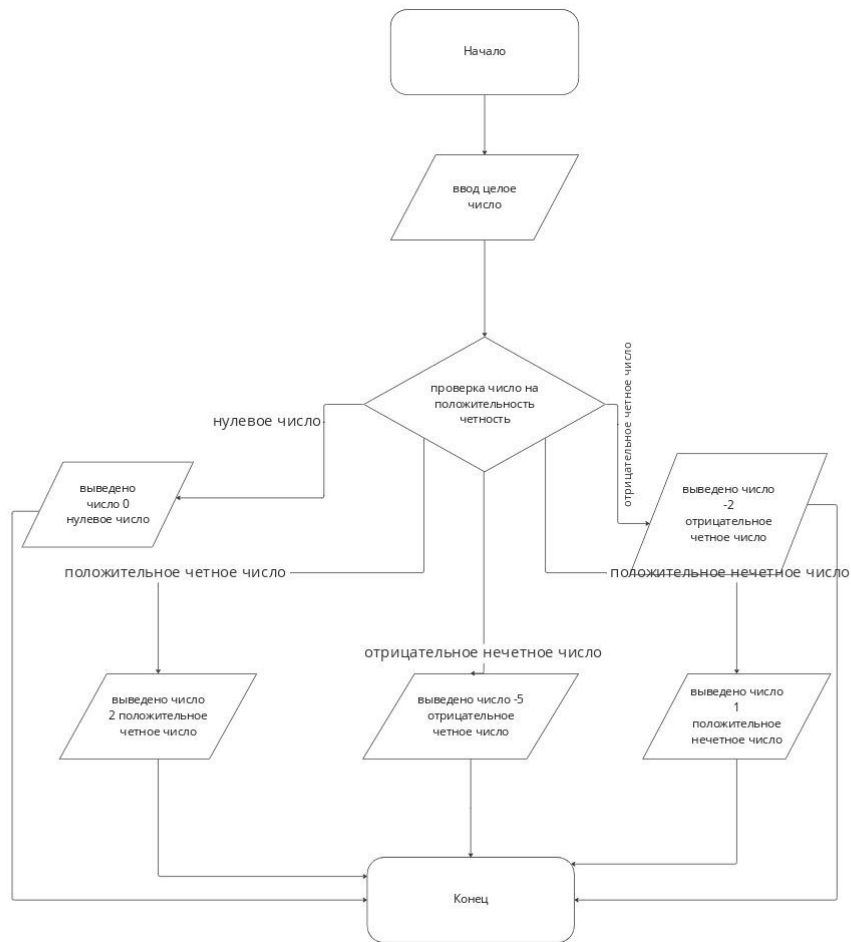 Начало
ввод целое
число
проверка число на
положительность
четность
нулевое число
отрицательное четное число
выведено
число 0
нулевое число
выведено число
-2
отрицательное
четное число
положительное четное число
положительное нечетное число
отрицательное нечетное число
выведено число
2 положительное
четное число
выведено число -5
отрицательное
четное число
выведено число
1
положительное
нечетное число
Конец